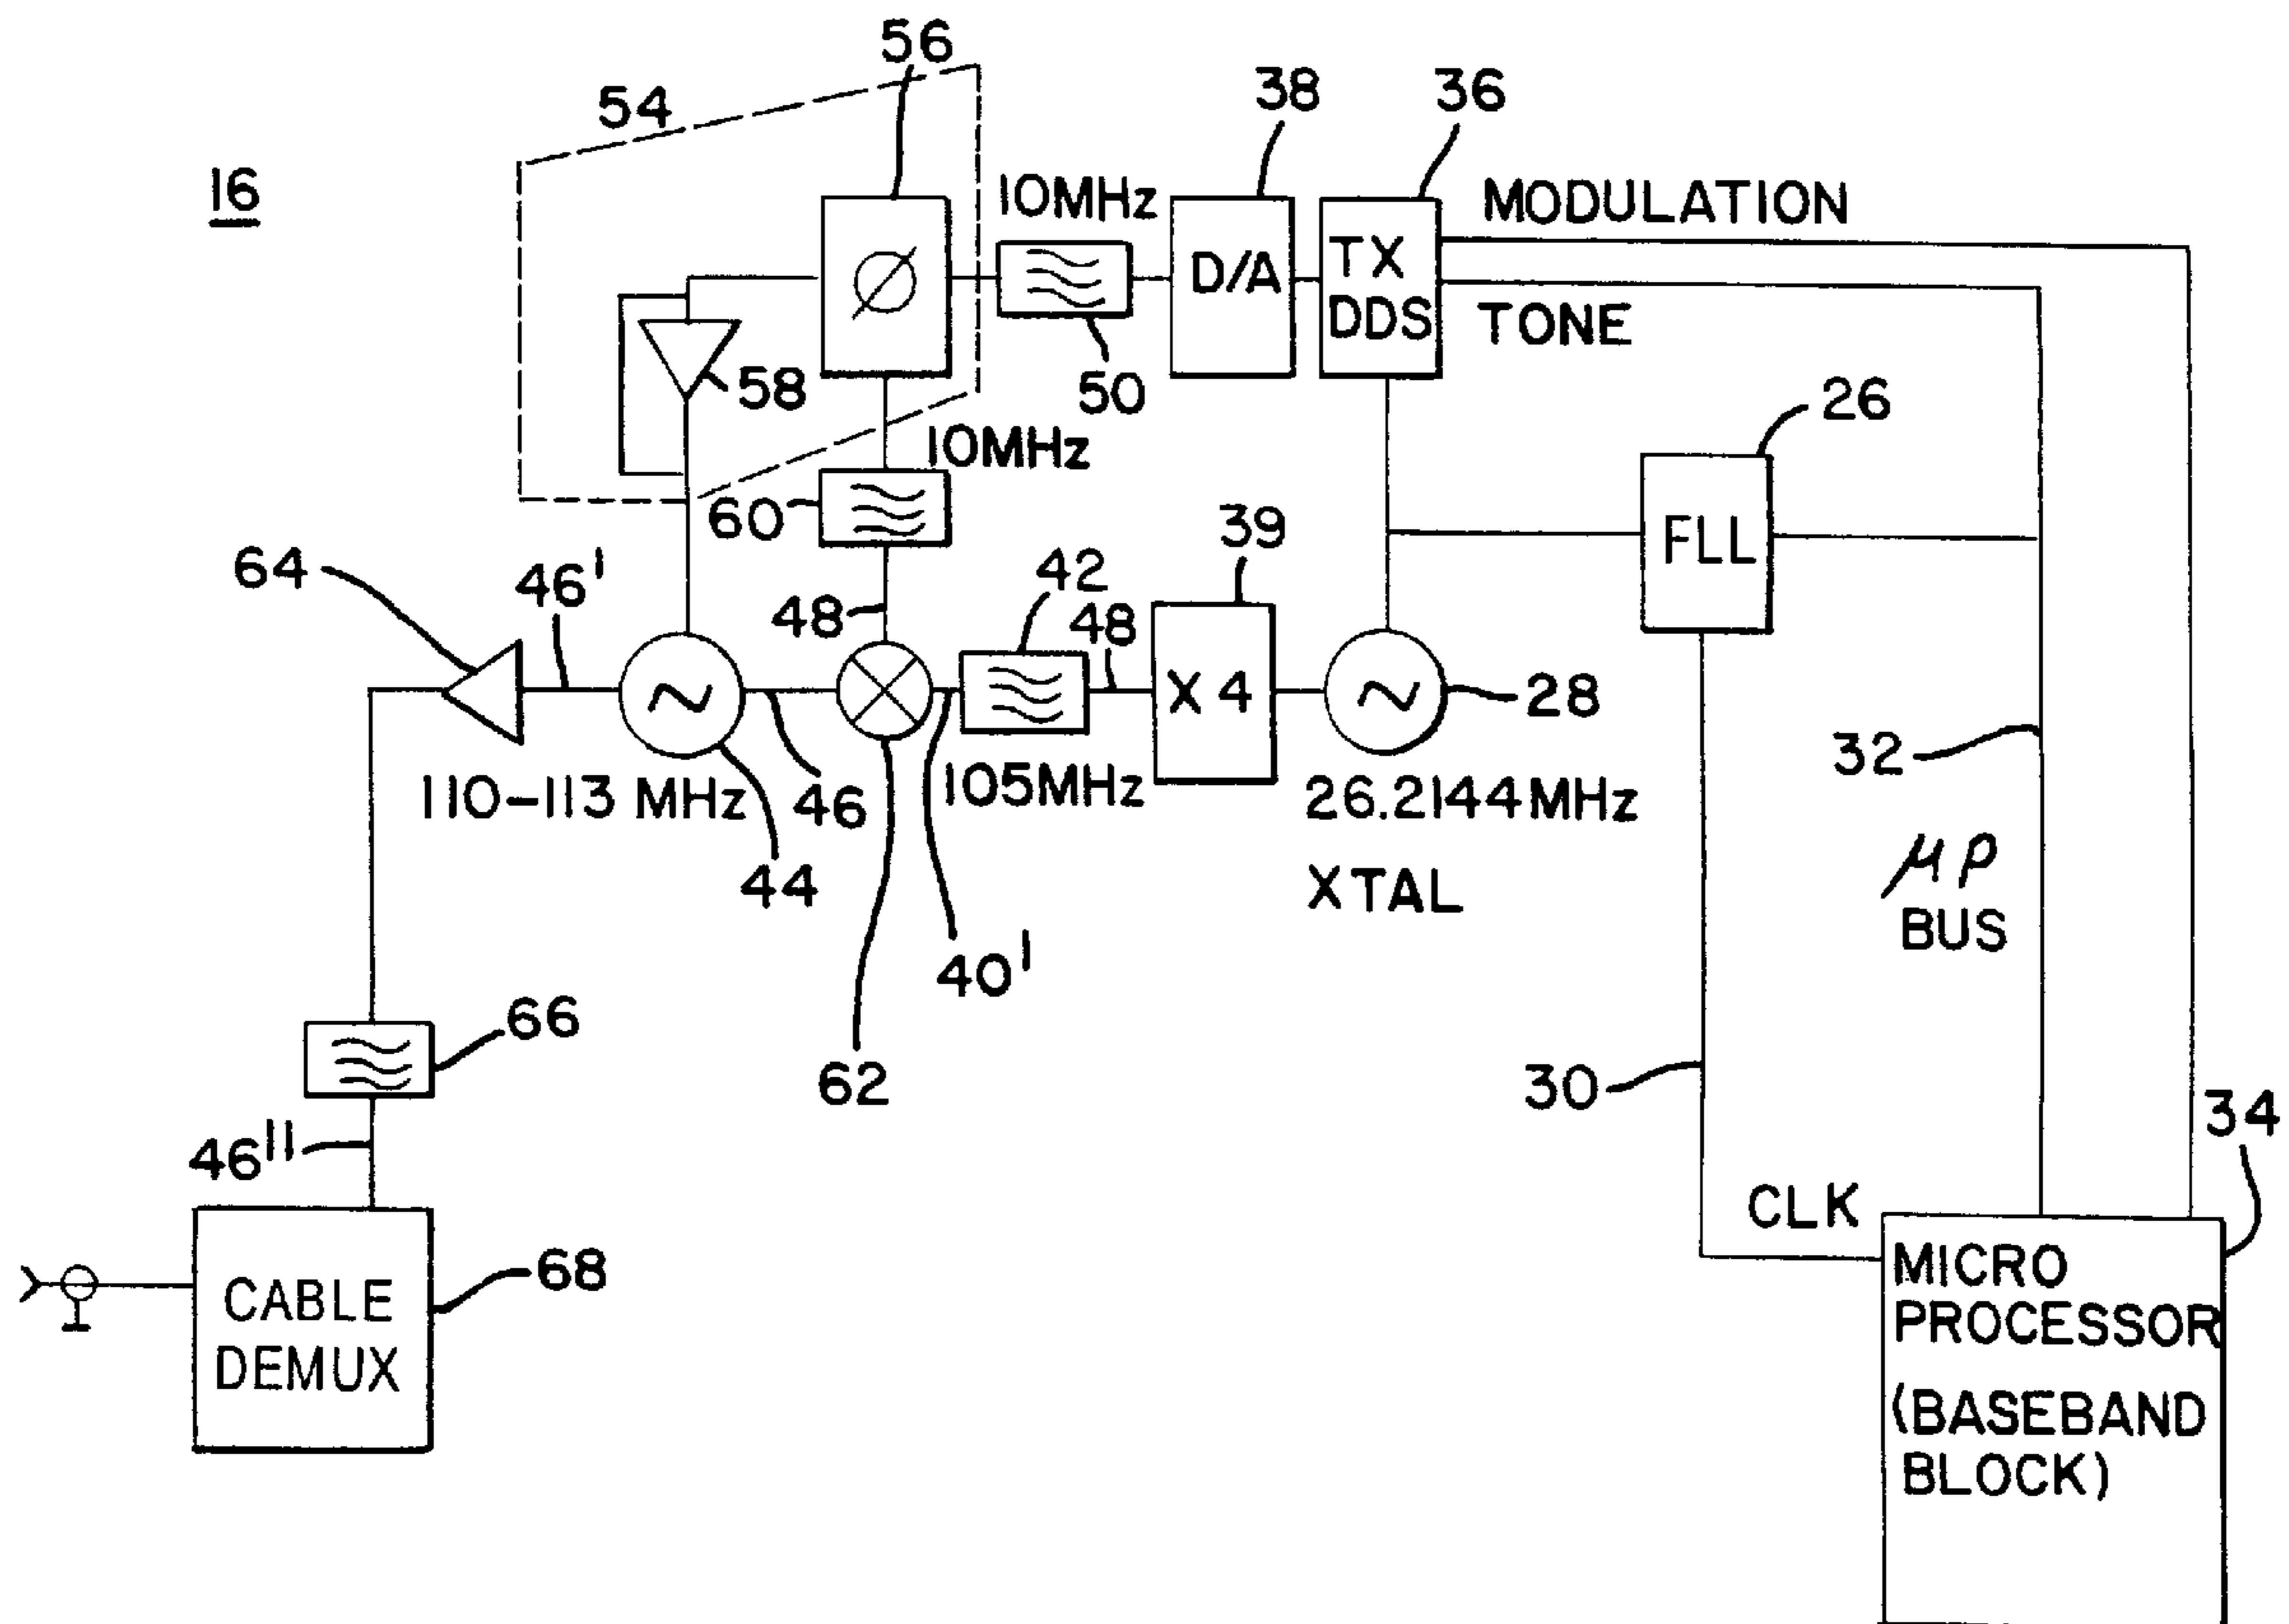 56
54
38
36
16
10MHz
MODULATION
D/A
TX
DDS
TONE
58
50
26
10MHz
60
FLL
39
42
64
46'
48
48
X4
28
110-113 MHz
46
105MHz
26.2144MHz
XTAL
32
44
40'
μP
BUS
66
62
30
34
46''
CLK
68
CABLE
DEMUX
MICRO
PROCESSOR
(BASEBAND
BLOCK)